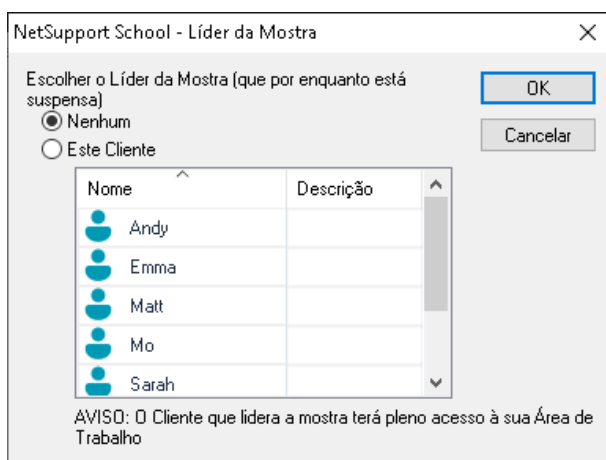 NetSupport School - Líder da Mostra
Escolher o Líder da Mostra (que por enquanto está
suspensa)
Nenhum
Este Cliente
OK
Cancelar
Nome Descrição
Andy
Emma
Matt
Mo
Sarah
AVISO: O Cliente que lidera a mostra terá pleno acesso à sua Área de
Trabalho